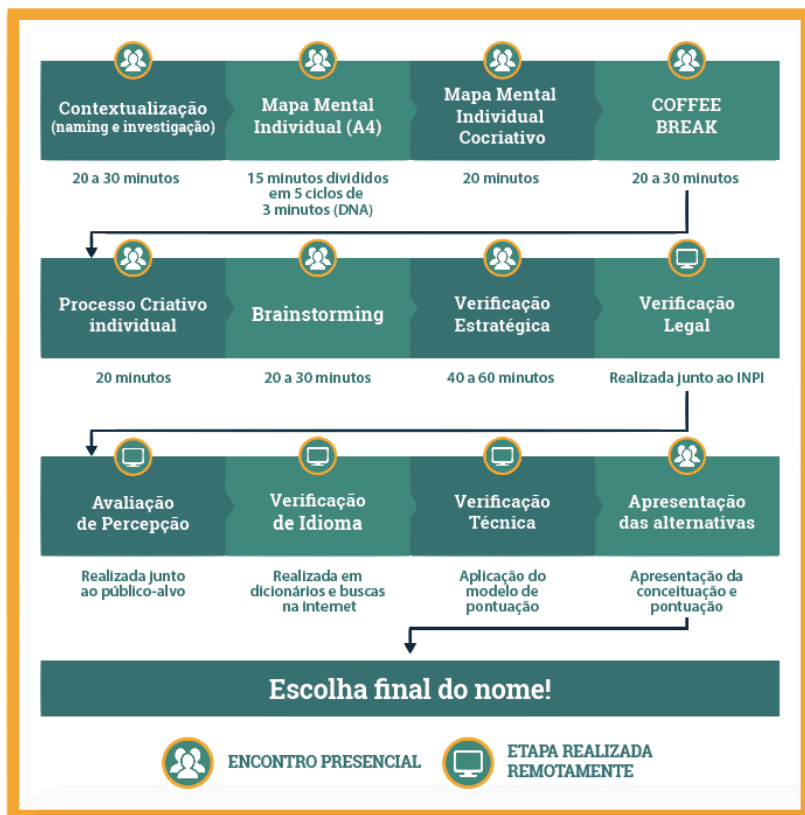 Contextualização
(naming e investigação)
20 a 30 minutos
Mapa Mental
Individual (A4)
15 minutos divididos
em 5 ciclos de
3 minutos (DNA)
Mapa Mental
Individual
Cocriativo
20 minutos
COFFEE
BREAK
20 a 30 minutos
Processo Criativo
individual
20 minutos
Brainstorming
20 a 30 minutos
Verificação
Estratégica
40 a 60 minutos
Verificação
Legal
Realizada junto ao INPI
Avaliação
de Percepção
Realizada junto
ao público-alvo
Verificação
de Idioma
Realizada em
dicionários e buscas
na internet
Verificação
Técnica
Aplicação do
modelo de
pontuação
Apresentação
das alternativas
Apresentação da
conceituação e
pontuação
Escolha final do nome!
ENCONTRO PRESENCIAL
ETAPA REALIZADA
REMOTAMENTE